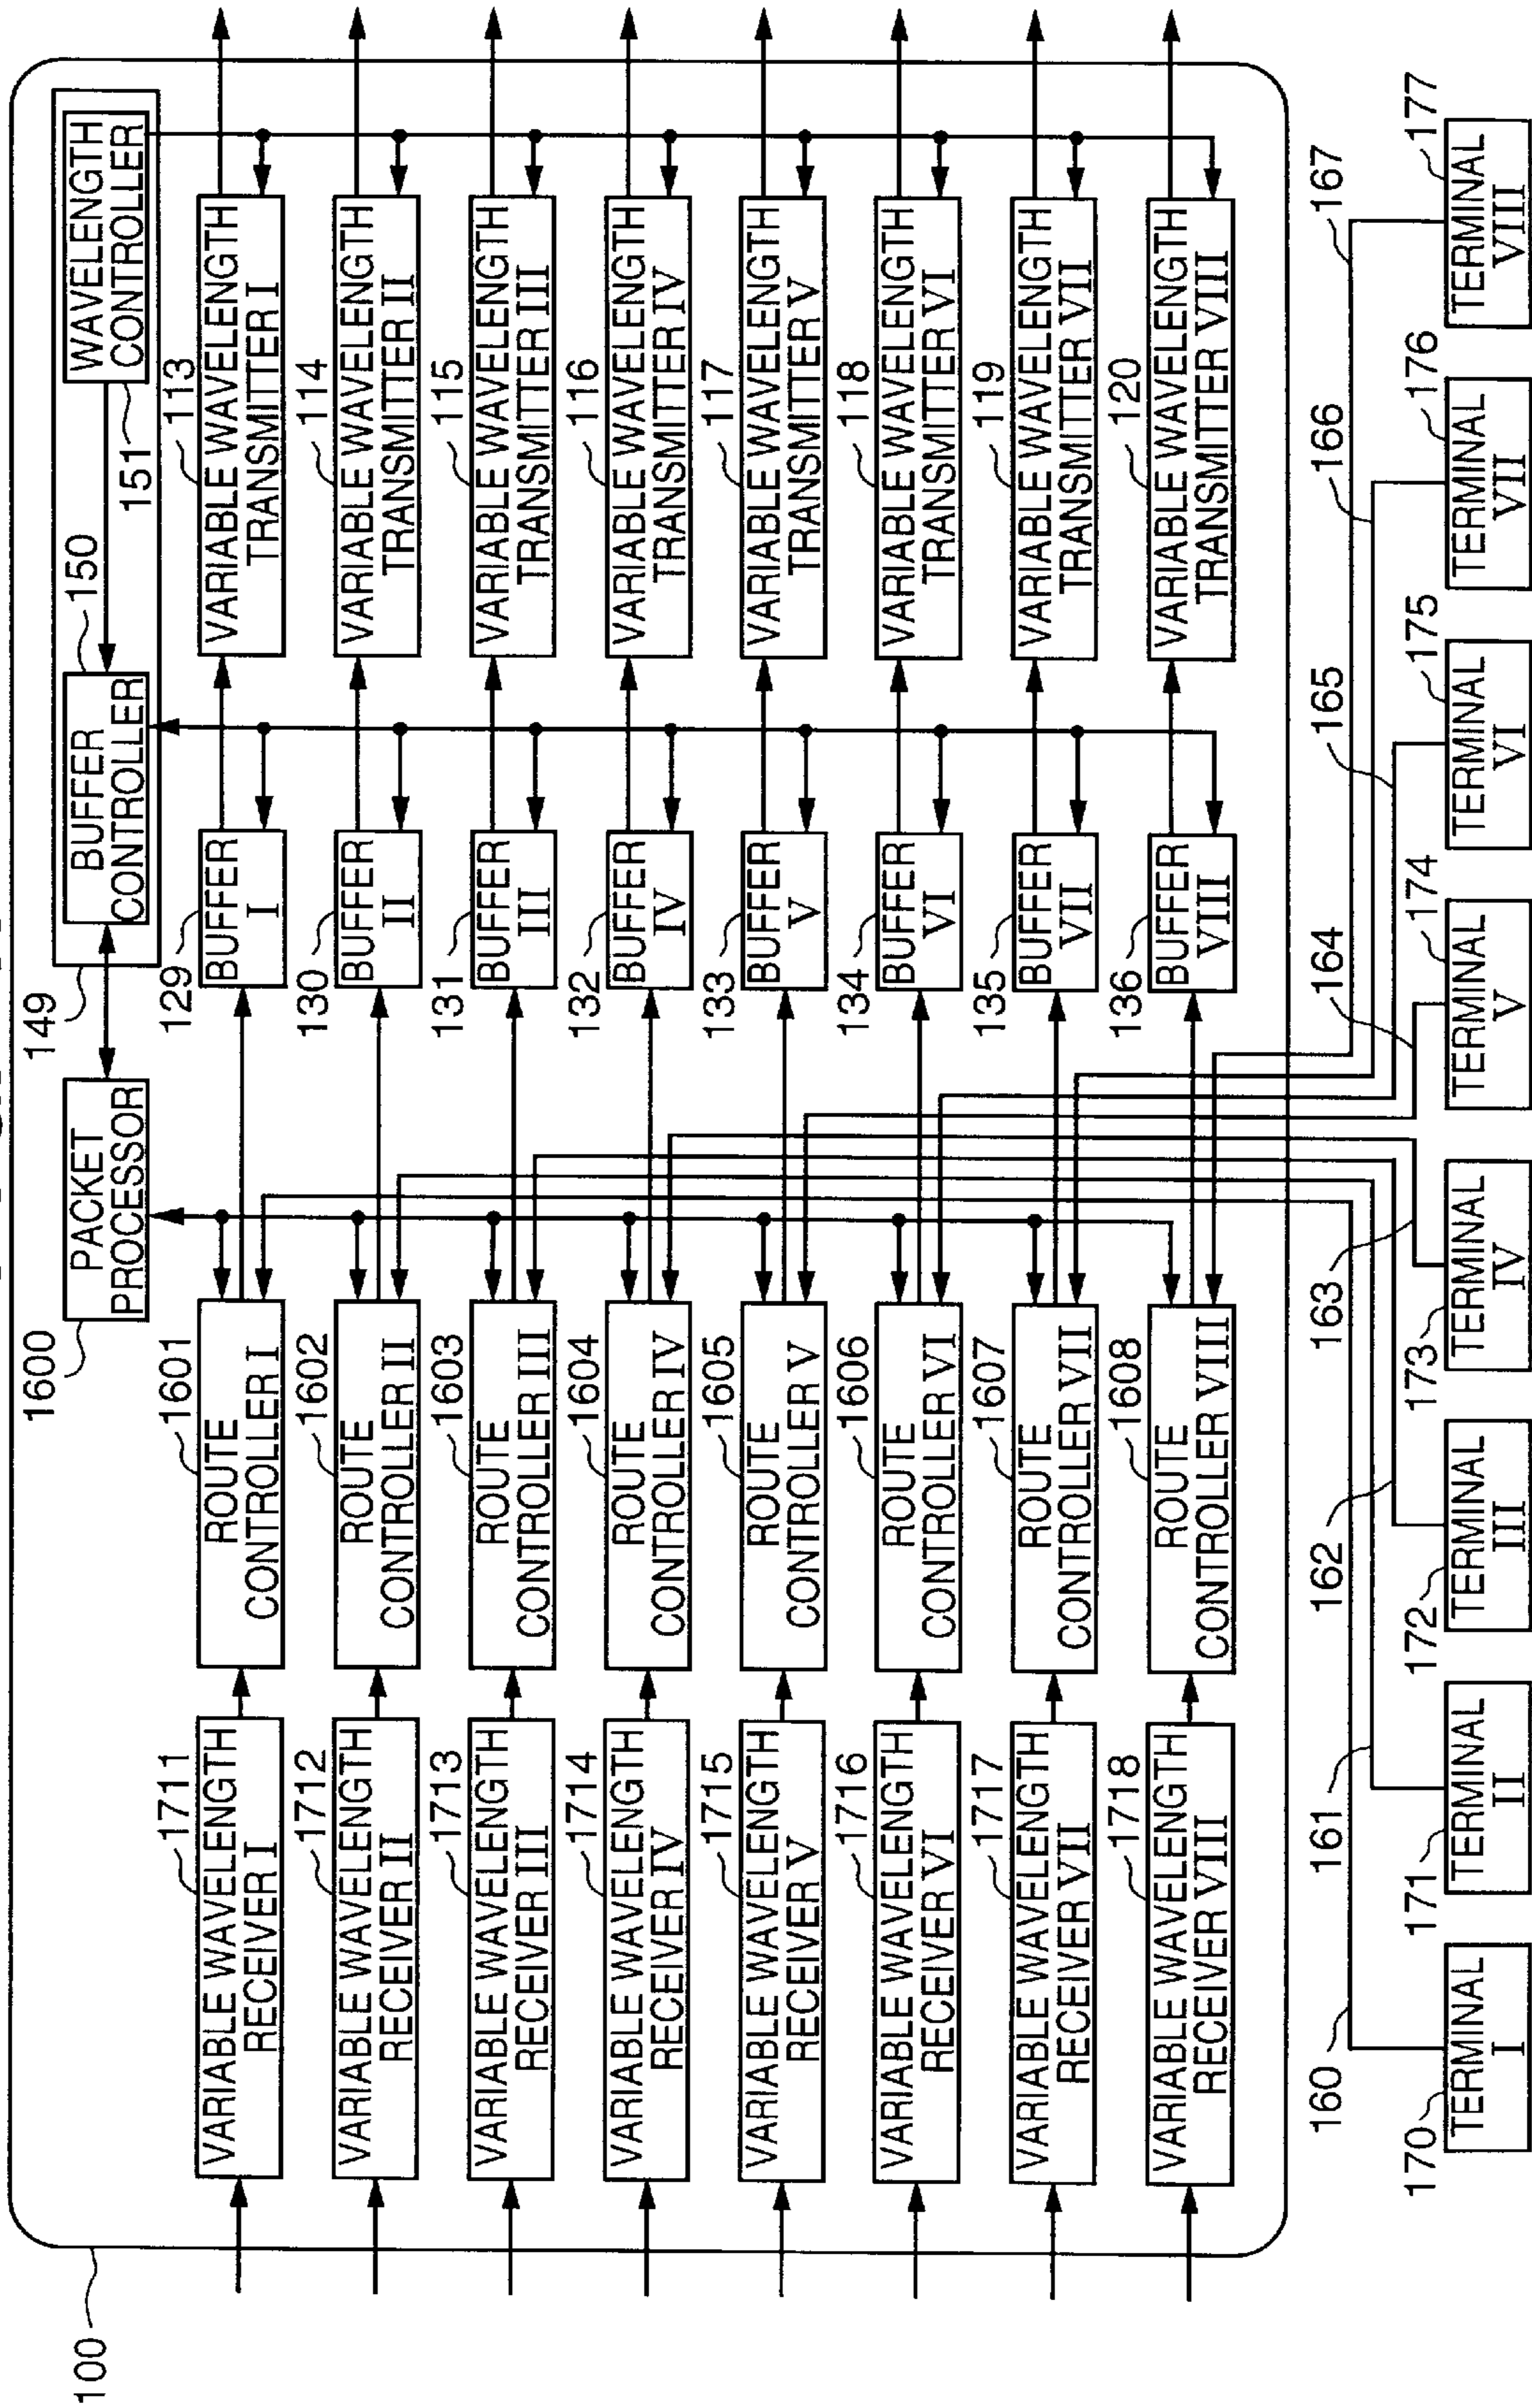 100
1600
PACKET
PROCESSOR
149
BUFFER
CONTROLLER
150
WAVELENGTH
CONTROLLER
151
1711
VARIABLE WAVELENGTH
RECEIVER I
1601
ROUTE
CONTROLLER I
129
BUFFER
I
113
VARIABLE WAVELENGTH
TRANSMITTER I
1712
VARIABLE WAVELENGTH
RECEIVER II
1602
ROUTE
CONTROLLER II
130
BUFFER
II
114
VARIABLE WAVELENGTH
TRANSMITTER II
1713
VARIABLE WAVELENGTH
RECEIVER III
1603
ROUTE
CONTROLLER III
131
BUFFER
III
115
VARIABLE WAVELENGTH
TRANSMITTER III
1714
VARIABLE WAVELENGTH
RECEIVER IV
1604
ROUTE
CONTROLLER IV
132
BUFFER
IV
116
VARIABLE WAVELENGTH
TRANSMITTER IV
1715
VARIABLE WAVELENGTH
RECEIVER V
1605
ROUTE
CONTROLLER V
133
BUFFER
V
117
VARIABLE WAVELENGTH
TRANSMITTER V
1716
VARIABLE WAVELENGTH
RECEIVER VI
1606
ROUTE
CONTROLLER VI
134
BUFFER
VI
118
VARIABLE WAVELENGTH
TRANSMITTER VI
1717
VARIABLE WAVELENGTH
RECEIVER VII
1607
ROUTE
CONTROLLER VII
135
BUFFER
VII
119
VARIABLE WAVELENGTH
TRANSMITTER VII
1718
VARIABLE WAVELENGTH
RECEIVER VIII
1608
ROUTE
CONTROLLER VIII
136
BUFFER
VIII
120
VARIABLE WAVELENGTH
TRANSMITTER VIII
160
161
162
163
164
165
166
167
170
TERMINAL
I
171
TERMINAL
II
172
TERMINAL
III
173
TERMINAL
IV
174
TERMINAL
V
175
TERMINAL
VI
176
TERMINAL
VII
177
TERMINAL
VIII